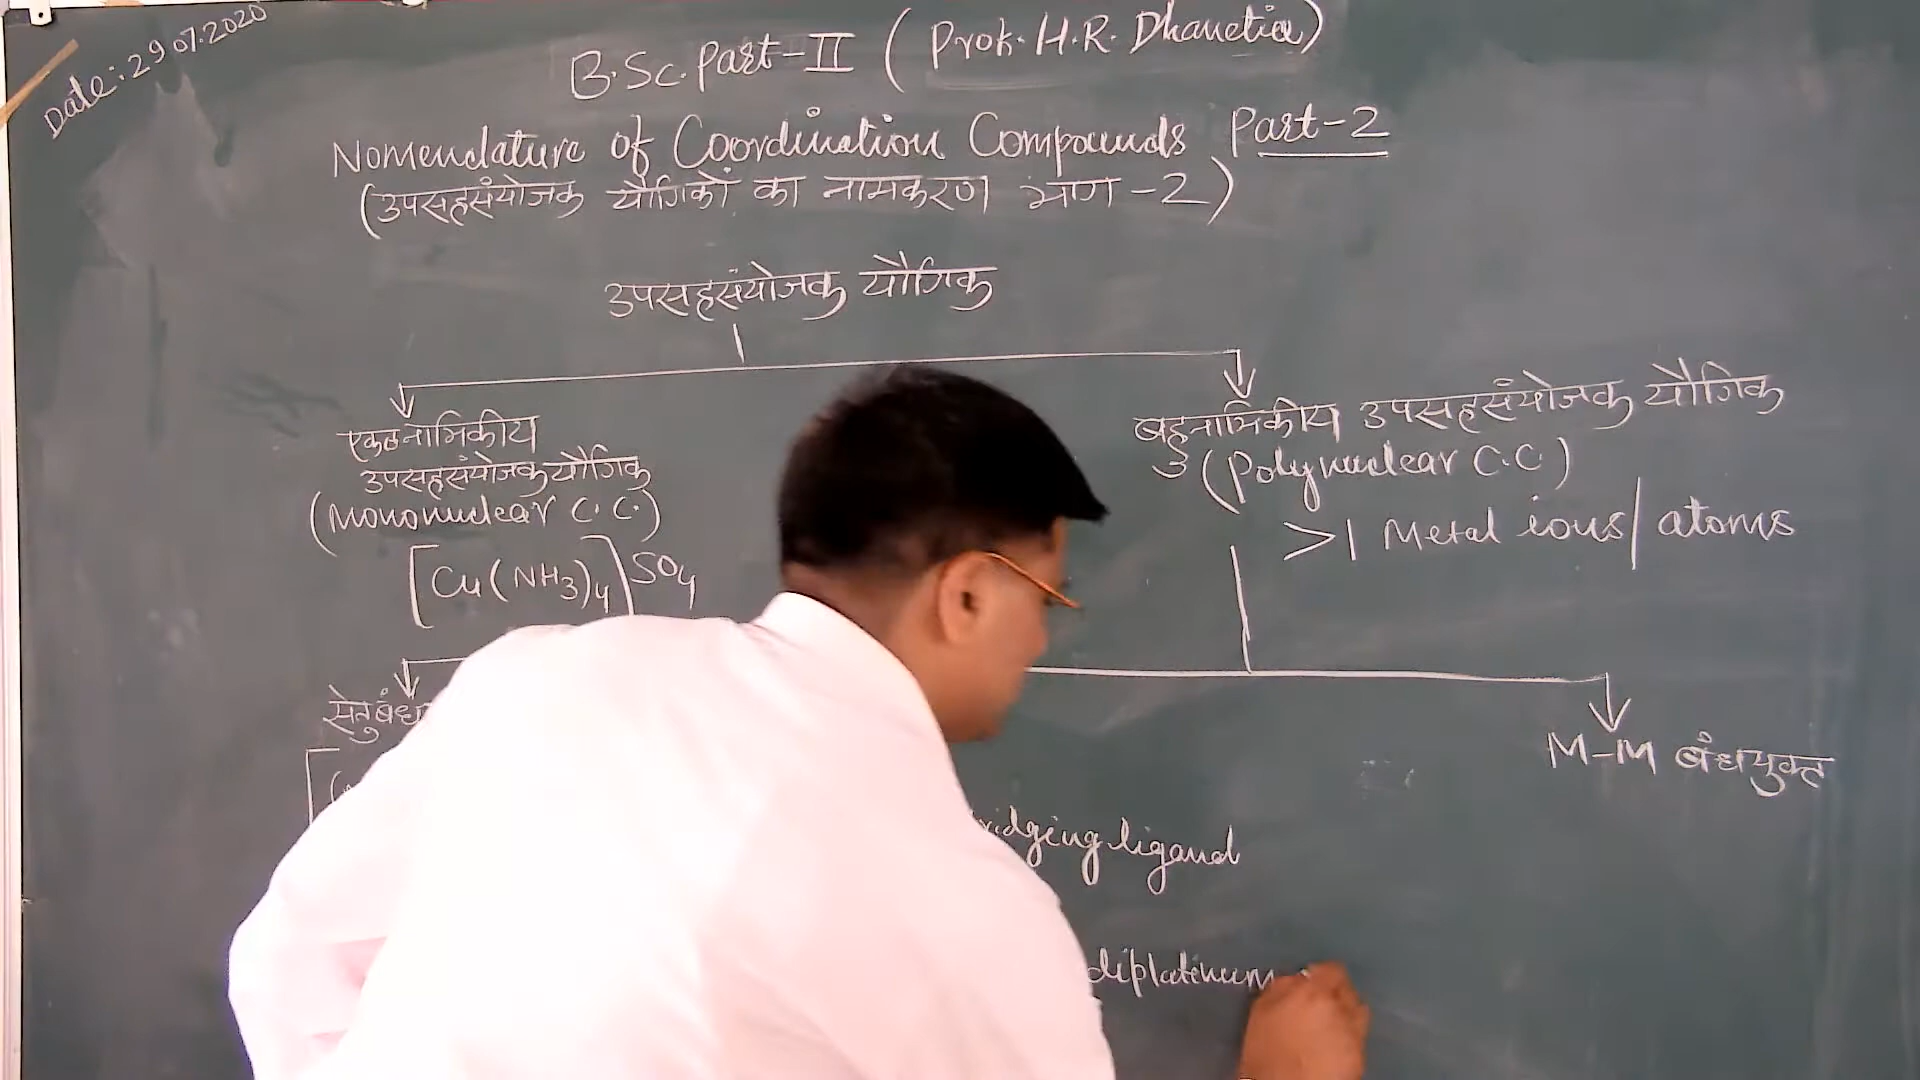 Date: 29.07.2020
B.Sc. Part-II ( Prof. H.R. Dhanetia)
Nomenclature of Coordination Compounds Part-2
(उपसहसंयोजक यौगिकों का नामकरण भाग -2)
उपसहसंयोजक यौगिक
एकलनाभिकीय
उपसहसंयोजक यौगिक
(Mononuclear C.C.)
[Cu(NH3)4]SO4
बहुनाभिकीय उपसहसंयोजक यौगिक
(Polynuclear C.C)
>1 Metal ions/atoms
M-M बंधयुक्त
ligand
diplatinum